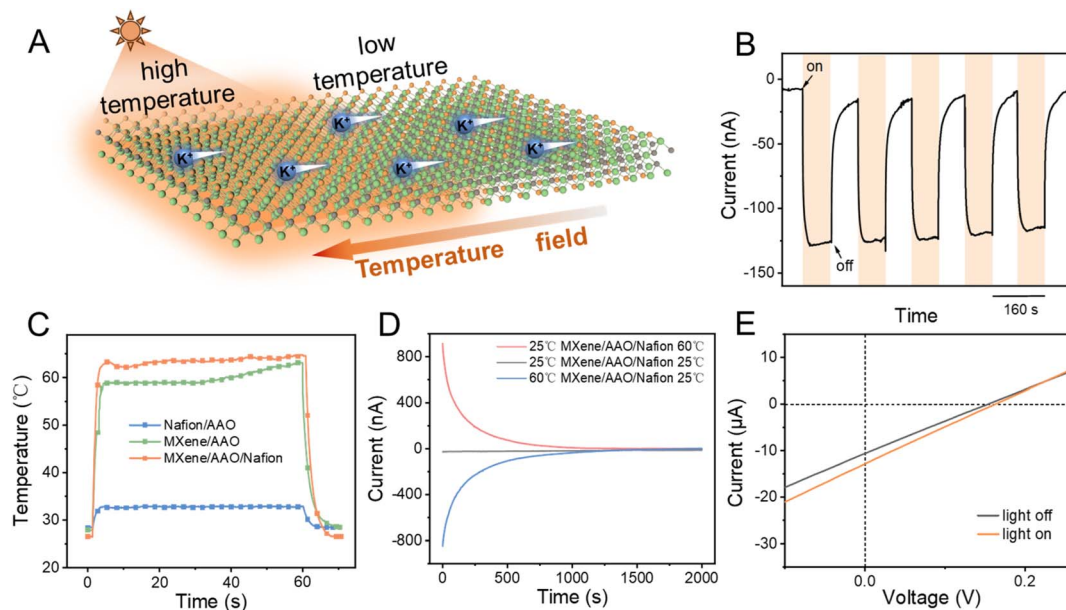 A
high
temperature
low
temperature
K⁺
K⁺
K⁺
K⁺
K⁺
K⁺
Temperature field
B
on
off
0
-50
-100
-150
Current (nA)
Time
160 s
C
Temperature (℃)
70
60
50
40
30
20
Nafion/AAO
MXene/AAO
MXene/AAO/Nafion
0
20
40
60
80
Time (s)
D
Current (nA)
800
400
0
-400
-800
25℃ MXene/AAO/Nafion 60℃
25℃ MXene/AAO/Nafion 25℃
60℃ MXene/AAO/Nafion 25℃
0
500
1000
1500
2000
Time (s)
E
Current (μA)
10
0
-10
-20
-30
light off
light on
0.0
0.2
Voltage (V)